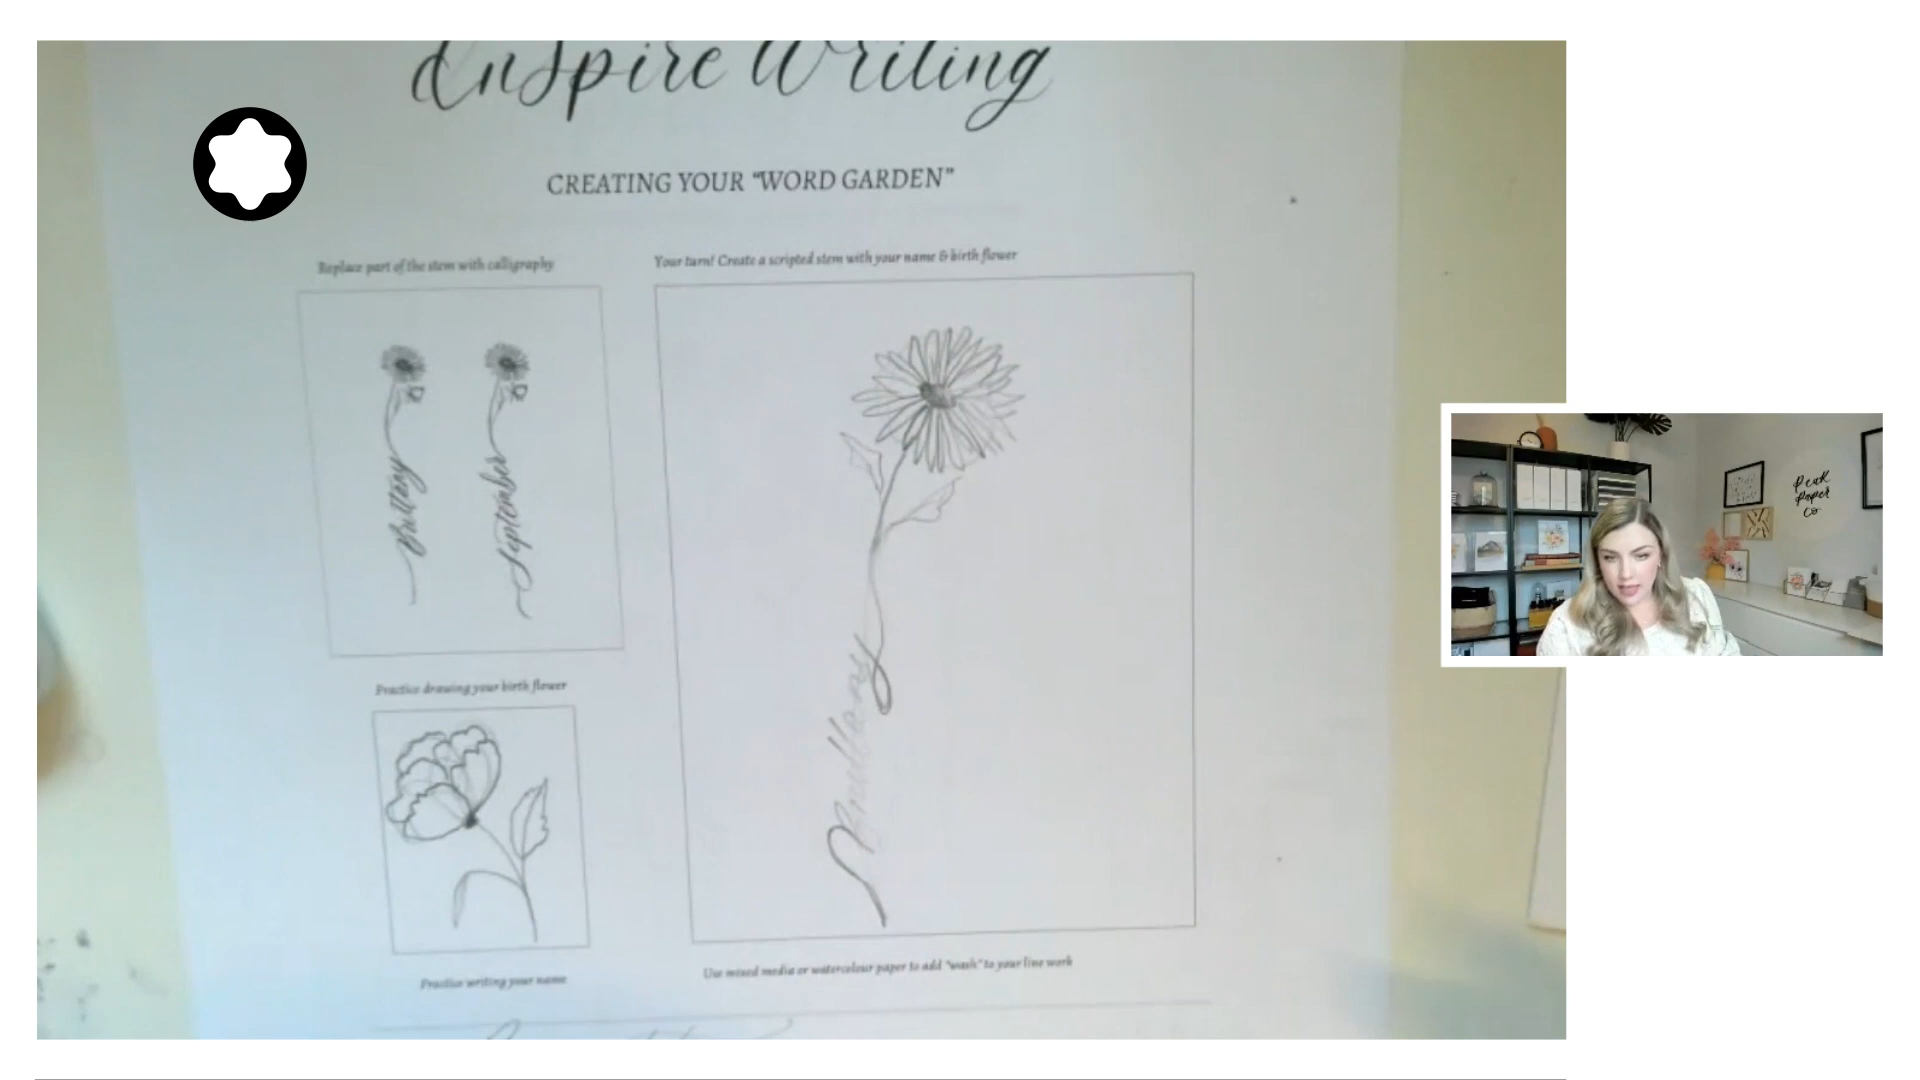 Inspire Writing
CREATING YOUR “WORD GARDEN”
Replace part of the stem with calligraphy
Your turn! Create a scripted stem with your name & birth flower
Brittany
September
Brittany
Practice drawing your birth flower
Use mixed media or watercolour paper to add “wash” to your line work
Practice writing your name
Peak
Paper
Co